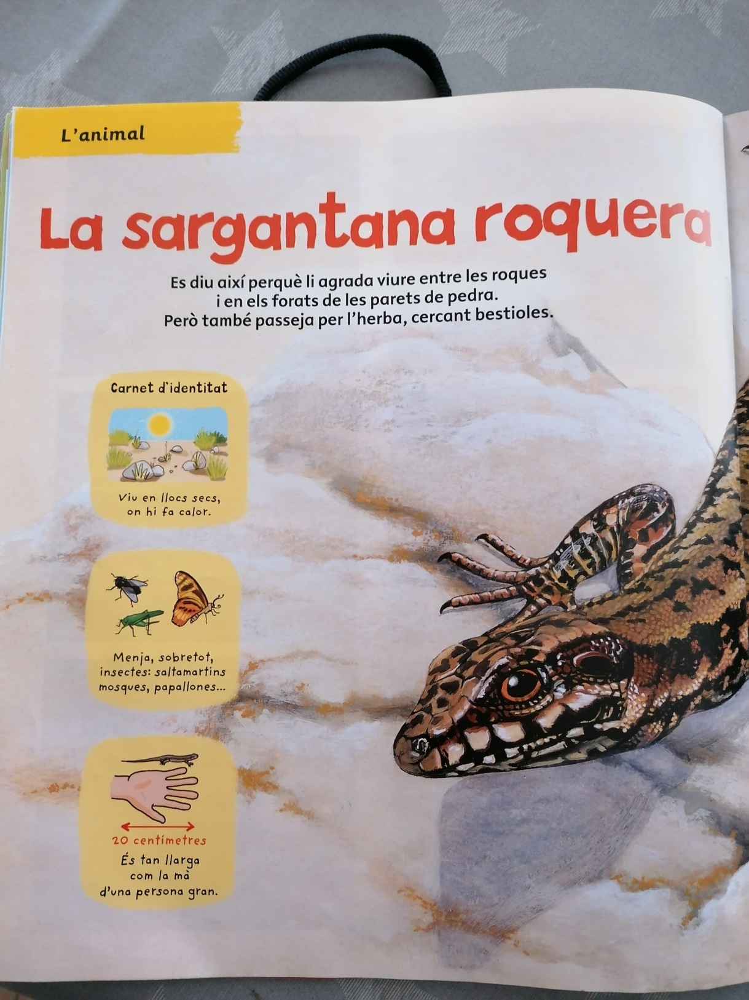 L'animal
La sargantana roquera
Es diu així perquè li agrada viure entre les roques
i en els forats de les parets de pedra.
Però també passeja per l'herba, cercant bestioles.
Carnet d'identitat
Viu en llocs secs,
on hi fa calor.
Menja, sobretot,
insectes: saltamartins
mosques, papallones...
20 centímetres
És tan llarga
com la mà
d'una persona gran.